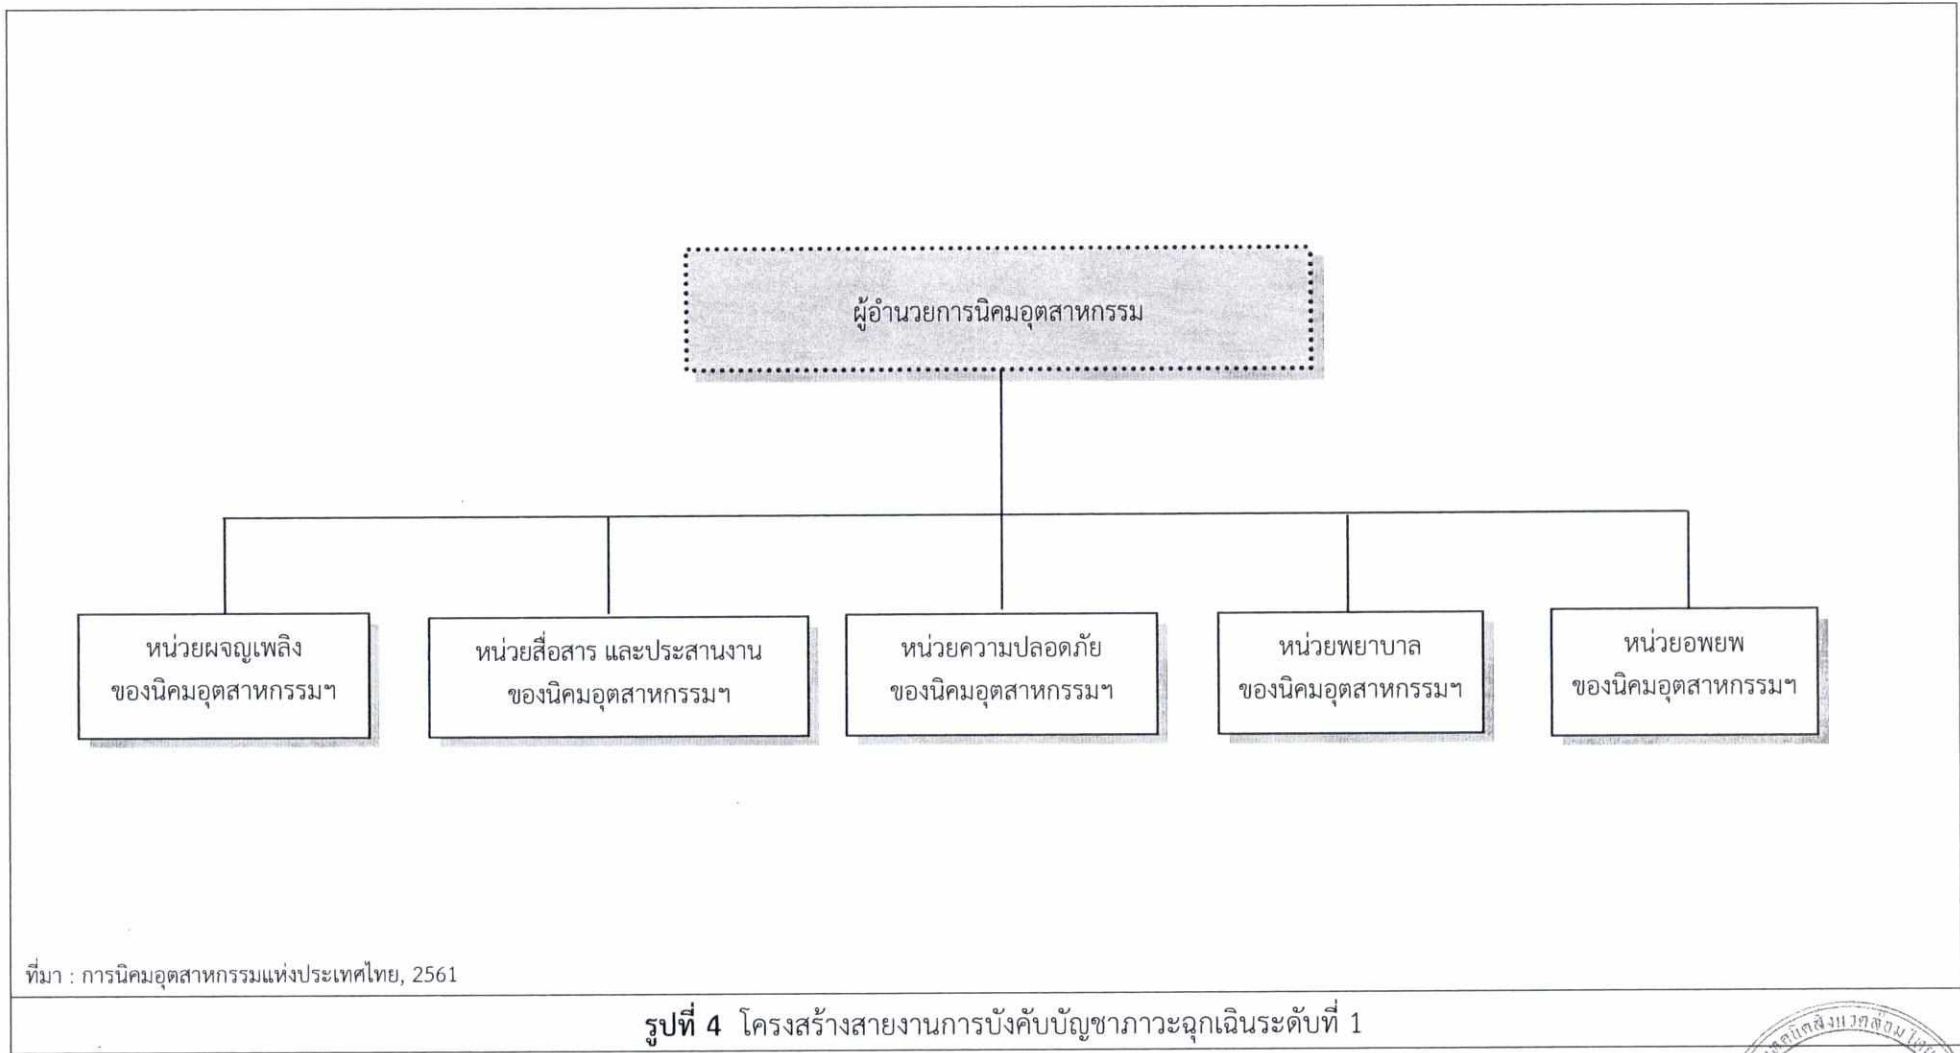 ผู้อำนวยการนิคมอุตสาหกรรม
หน่วยผจญเพลิง
ของนิคมอุตสาหกรรมฯ
หน่วยสื่อสาร และประสานงาน
ของนิคมอุตสาหกรรมฯ
หน่วยความปลอดภัย
ของนิคมอุตสาหกรรมฯ
หน่วยพยาบาล
ของนิคมอุตสาหกรรมฯ
หน่วยอพยพ
ของนิคมอุตสาหกรรมฯ
ที่มา : การนิคมอุตสาหกรรมแห่งประเทศไทย, 2561
รูปที่ 4 โครงสร้างสายงานการบังคับบัญชาภาวะฉุกเฉินระดับที่ 1